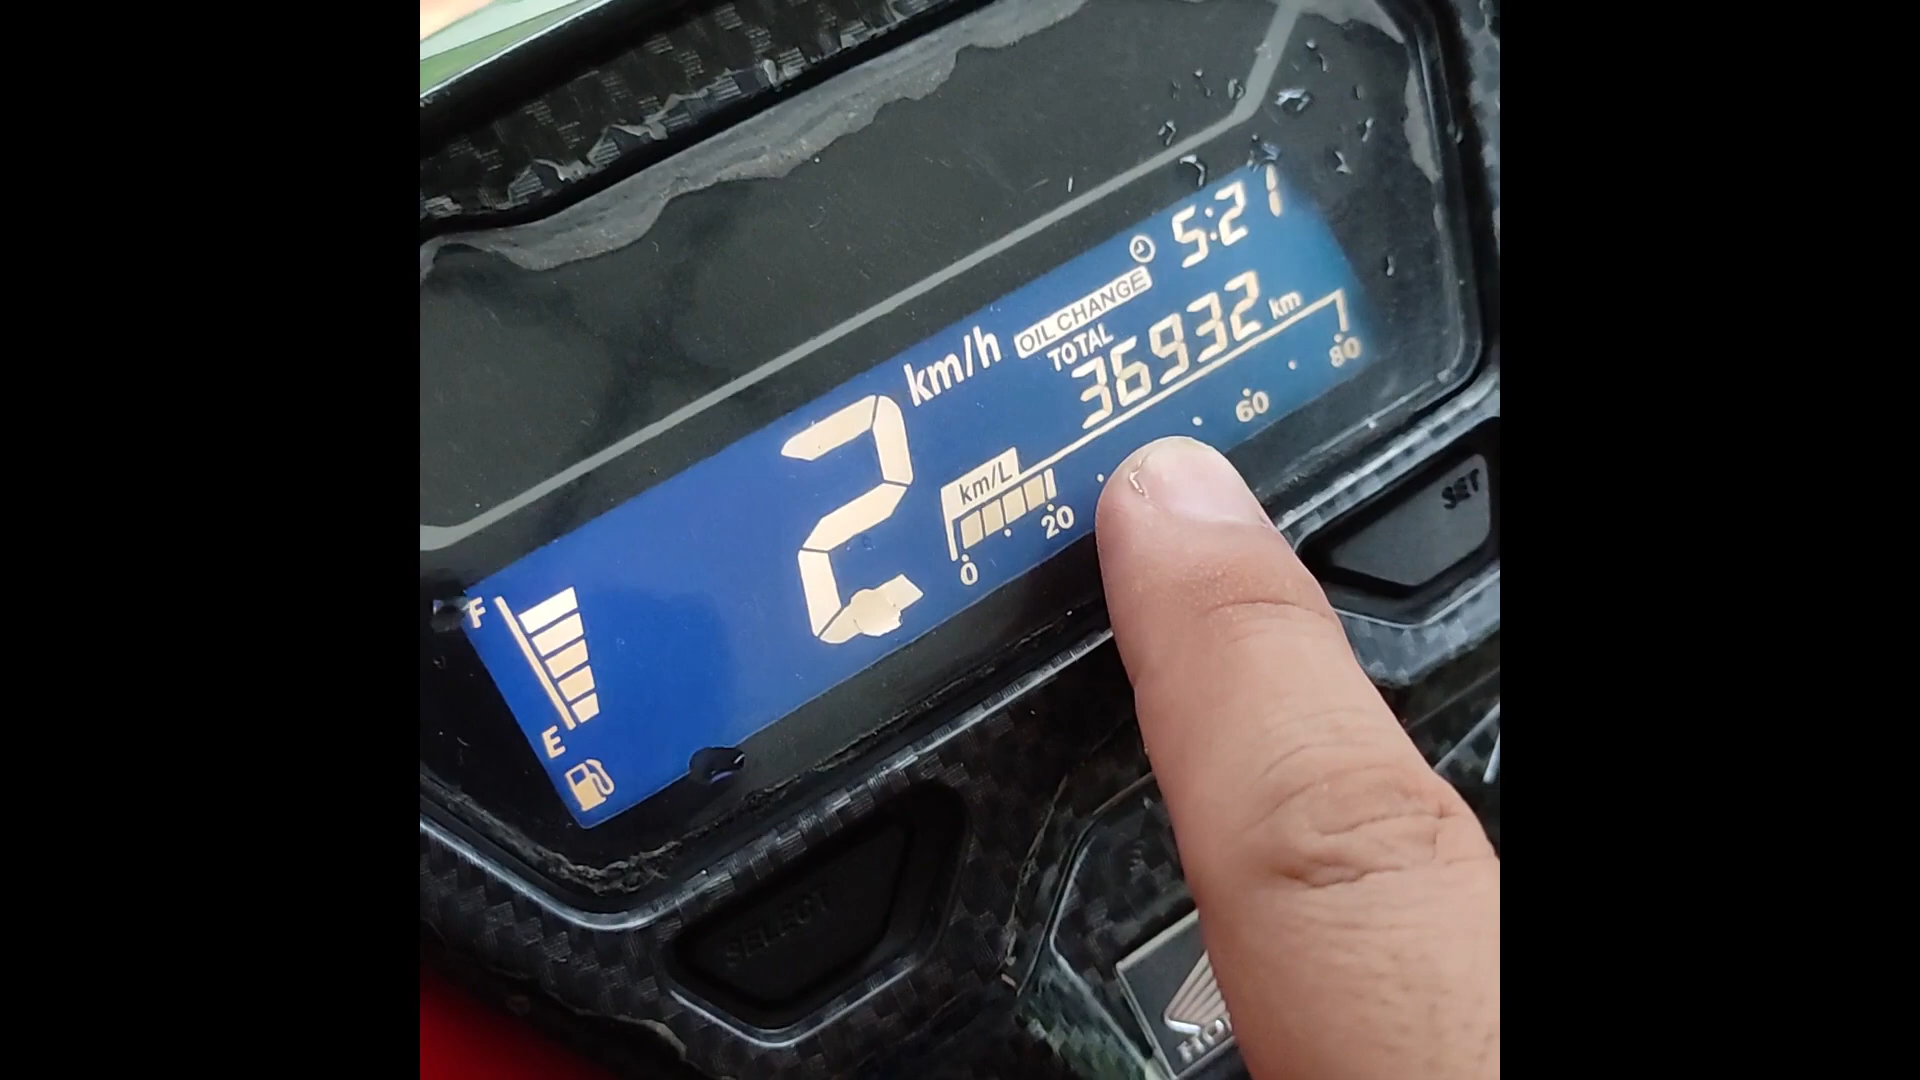 5:21
OIL CHANGE
TOTAL
36932 km
km/h
2
km/L
0 20 60 80
F
E
SET
SELECT